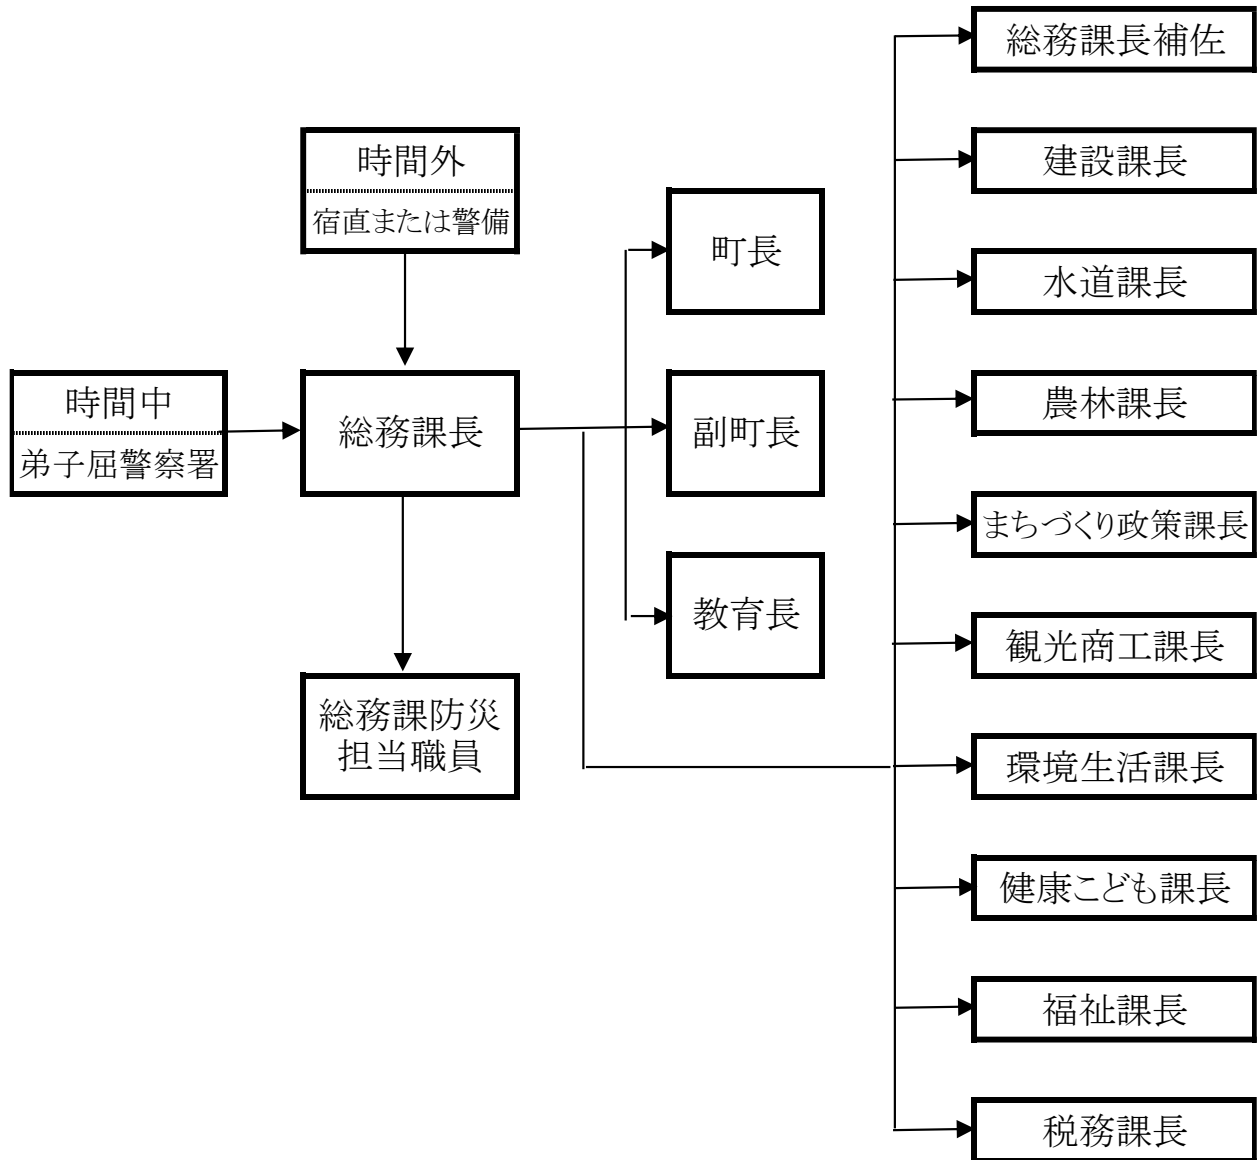 時間外
宿直または警備
時間中
弟子屈警察署
総務課長
総務課防災
担当職員
町長
副町長
教育長
総務課長補佐
建設課長
水道課長
農林課長
まちづくり政策課長
観光商工課長
環境生活課長
健康こども課長
福祉課長
税務課長